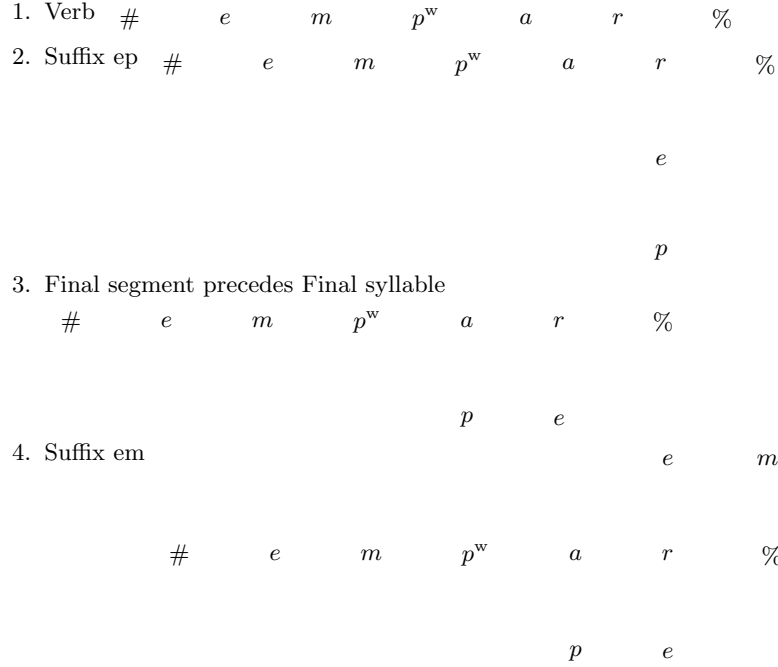 1. Verb # e m pʷ a r %
2. Suffix ep # e m pʷ a r %
e
p
3. Final segment precedes Final syllable
# e m pʷ a r %
p e
4. Suffix em
e m
# e m pʷ a r %
p e